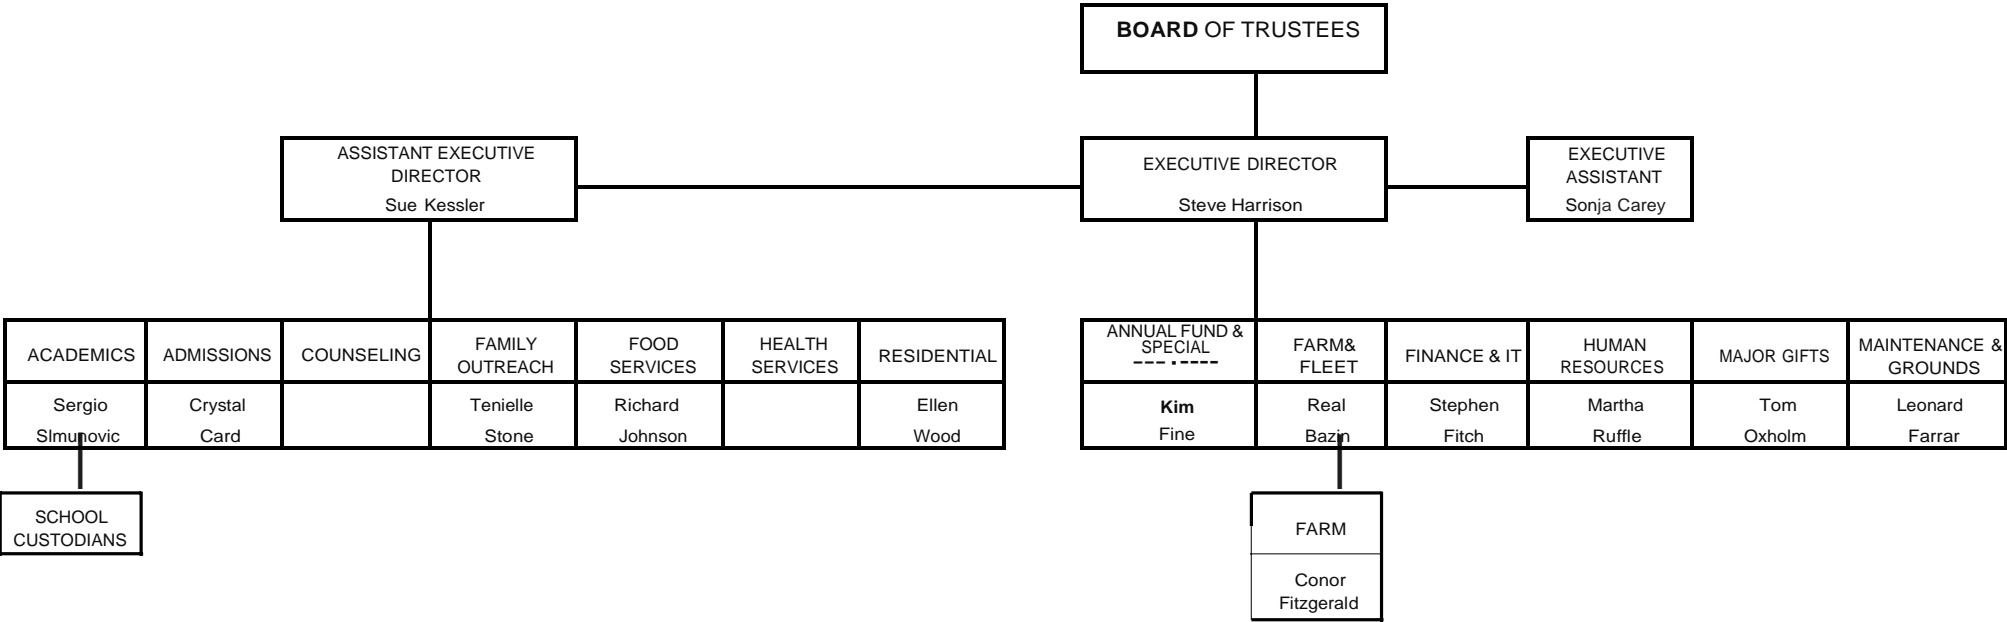 BOARD OF TRUSTEES
ASSISTANT EXECUTIVE
DIRECTOR
Sue Kessler
EXECUTIVE DIRECTOR
Steve Harrison
EXECUTIVE
ASSISTANT
Sonja Carey
ACADEMICS
ADMISSIONS
COUNSELING
FAMILY
OUTREACH
FOOD
SERVICES
HEALTH
SERVICES
RESIDENTIAL
Sergio
Slmunovic
Crystal
Card
Tenielle
Stone
Richard
Johnson
Ellen
Wood
ANNUAL FUND &
SPECIAL
FARM&
FLEET
FINANCE & IT
HUMAN
RESOURCES
MAJOR GIFTS
MAINTENANCE &
GROUNDS
Kim
Fine
Real
Bazin
Stephen
Fitch
Martha
Ruffle
Tom
Oxholm
Leonard
Farrar
SCHOOL
CUSTODIANS
FARM
Conor
Fitzgerald